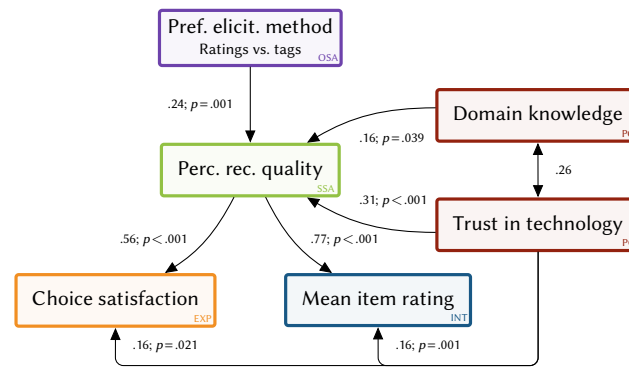 Pref. elicit. method
Ratings vs. tags
OSA
.24; p=.001
Domain knowledge
.16; p=.039
Perc. rec. quality
SSA
.26
.31; p<.001
Trust in technology
.56; p<.001
.77; p<.001
Choice satisfaction
EXP
Mean item rating
INT
.16; p=.021
.16; p=.001